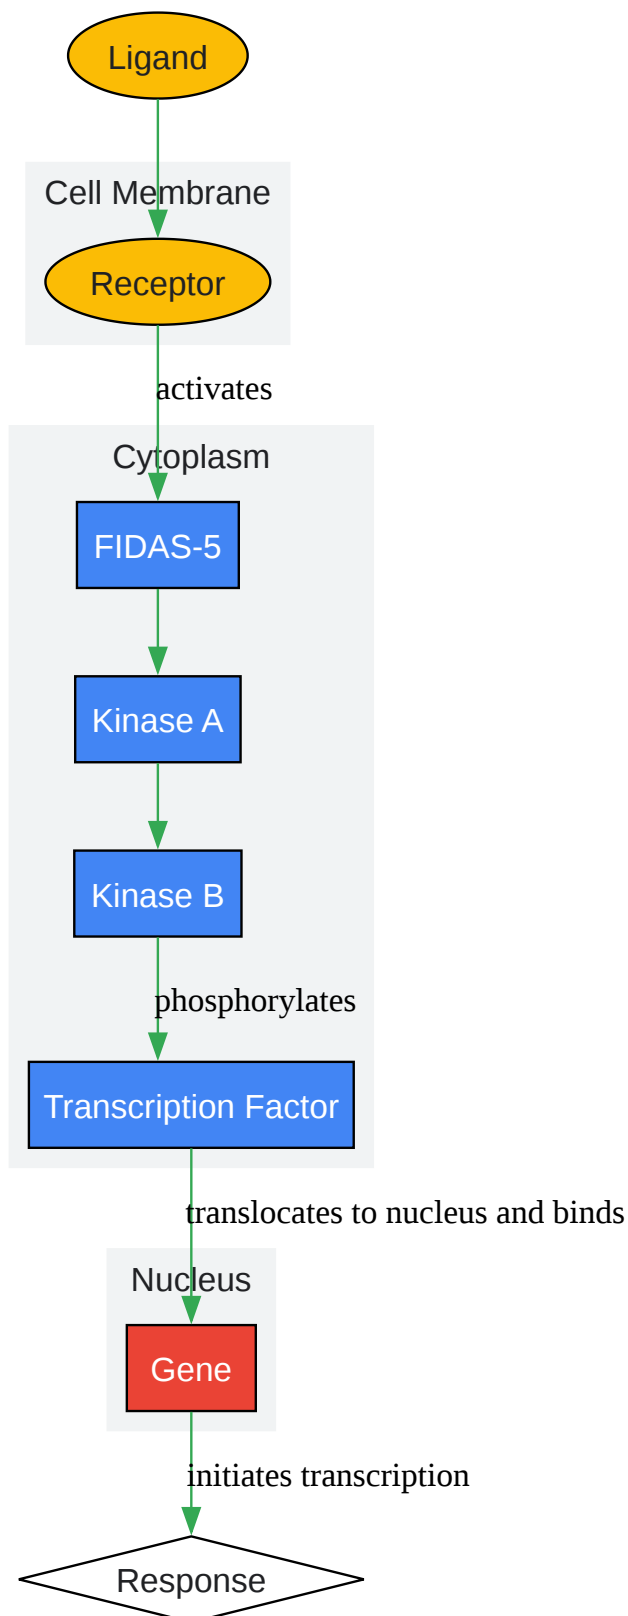 Ligand
Cell Membrane
Receptor
activates
Cytoplasm
FIDAS-5
Kinase A
Kinase B
phosphorylates
Transcription Factor
translocates to nucleus and binds
Nucleus
Gene
initiates transcription
Response